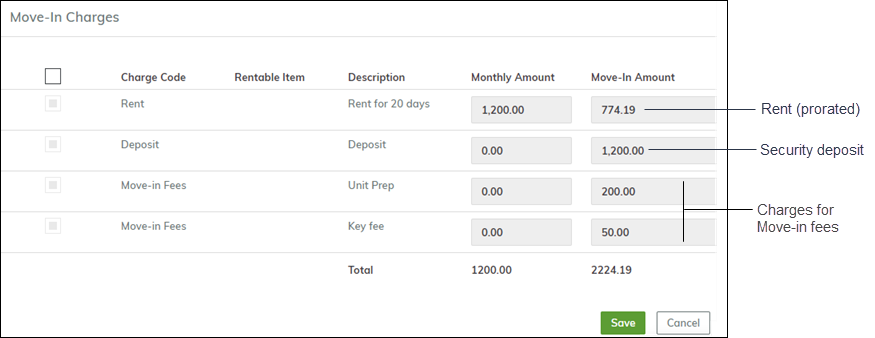 Move-In Charges
Charge Code Rentable Item Description Monthly Amount Move-In Amount
Rent Rent for 20 days 1,200.00 774.19 Rent (prorated)
Deposit Deposit 0.00 1,200.00 Security deposit
Move-in Fees Unit Prep 0.00 200.00
Charges for
Move-in fees
Move-in Fees Key fee 0.00 50.00
Total 1200.00 2224.19
Save Cancel